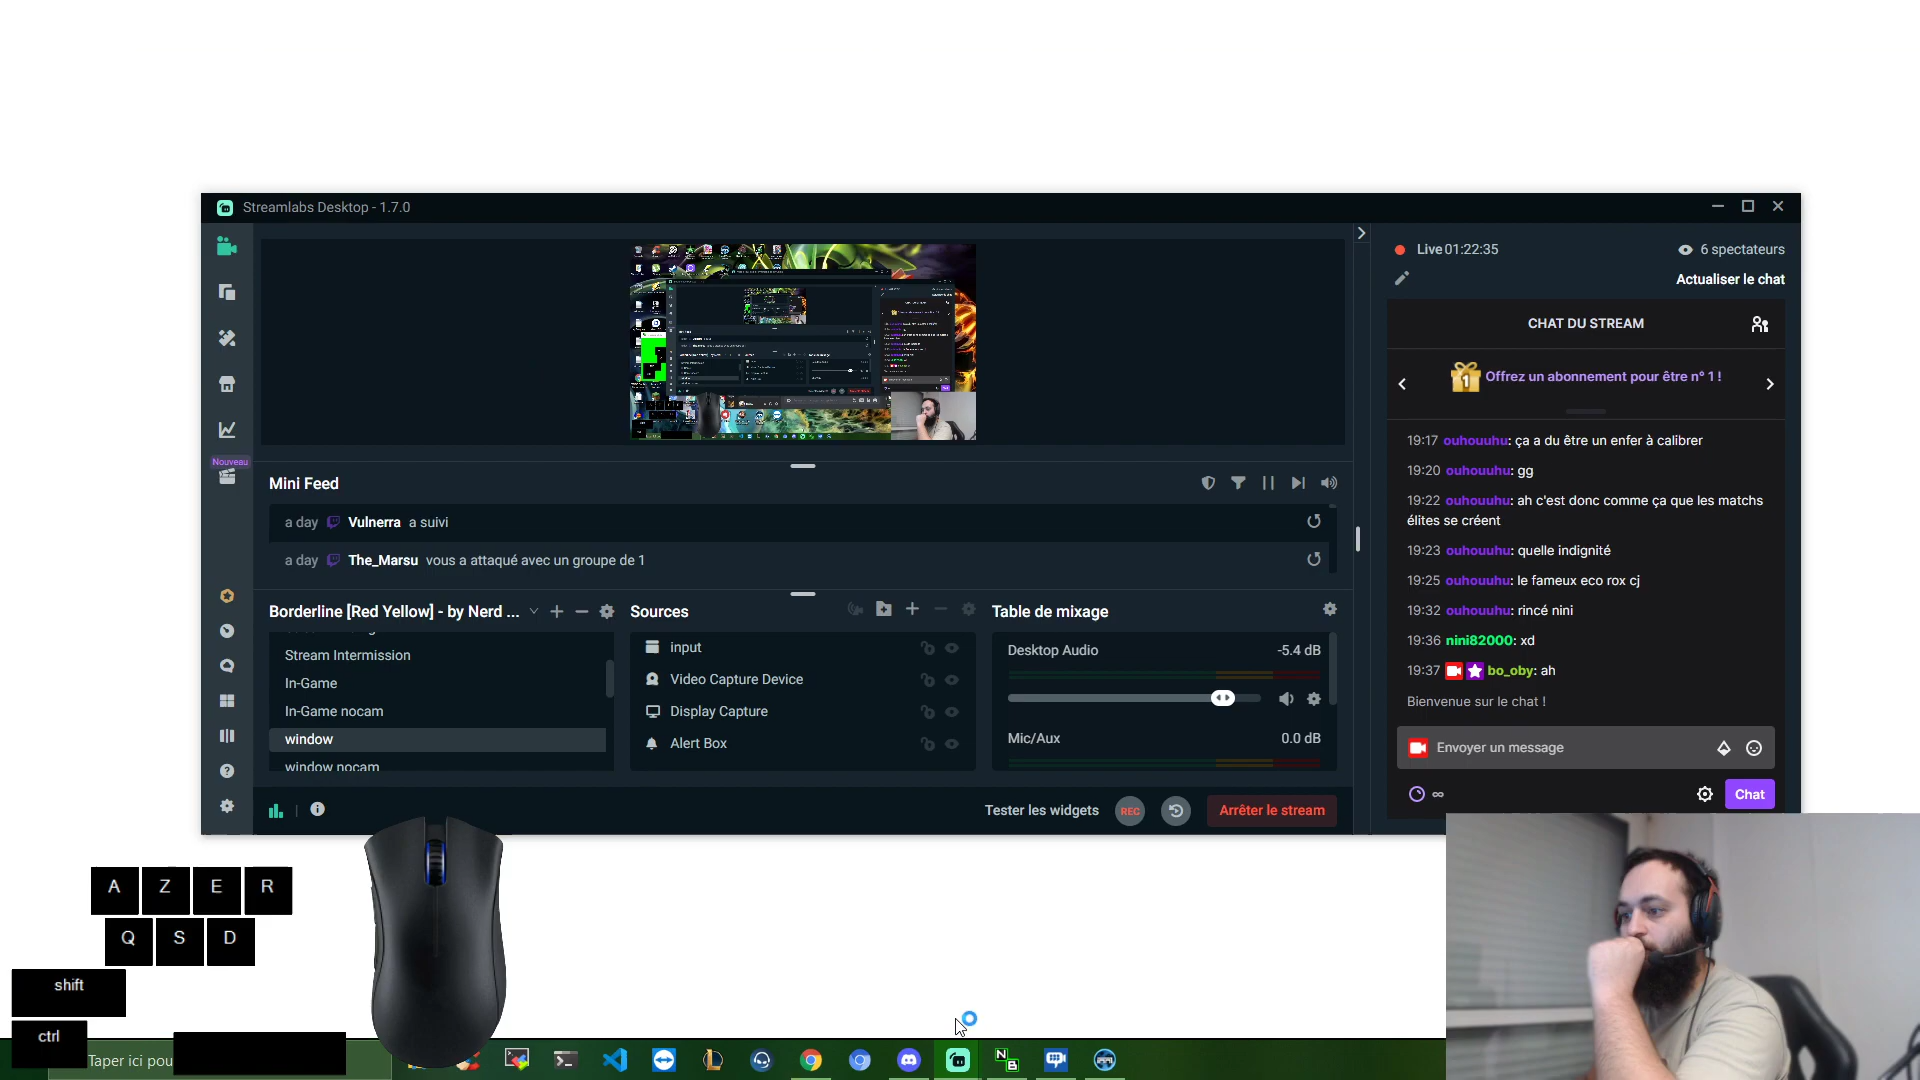 Streamlabs Desktop - 1.7.0
Live 01:22:35
6 spectateurs
Actualiser le chat
CHAT DU STREAM
1
Offrez un abonnement pour être n° 1 !
Nouveau
19:17 ouhouuhu: ça a du être un enfer à calibrer
19:20 ouhouuhu: gg
19:22 ouhouuhu: ah c'est donc comme ça que les matchs
élites se créent
19:23 ouhouuhu: quelle indignité
19:25 ouhouuhu: le fameux eco rox cj
19:32 ouhouuhu: rincé nini
19:36 nini82000: xd
19:37 bo_oby: ah
Bienvenue sur le chat !
Envoyer un message
∞
Chat
Mini Feed
a day Vulnerra a suivi
a day The_Marsu vous a attaqué avec un groupe de 1
Borderline [Red Yellow] - by Nerd ...
Stream Intermission
In-Game
In-Game nocam
window
window nocam
Sources
input
Video Capture Device
Display Capture
Alert Box
Table de mixage
Desktop Audio -5.4 dB
Mic/Aux 0.0 dB
Tester les widgets
REC
Arrêter le stream
A Z E R
Q S D
shift
ctrl
Taper ici pou
N
B